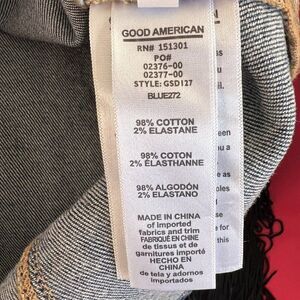 GOOD AMERICAN
RN# 151301
PO#
02376-00
02377-00
STYLE: GSD127
BLUE272
98% COTTON
2% ELASTANE
98% COTON
2% ÉLASTHANNE
98% ALGODÓN
2% ELASTANO
MADE IN CHINA
of imported
fabrics and trim
FABRIQUÉ EN CHINE
de tissus et de
garnitures importés
HECHO EN
CHINA
de tela y adornos
importados